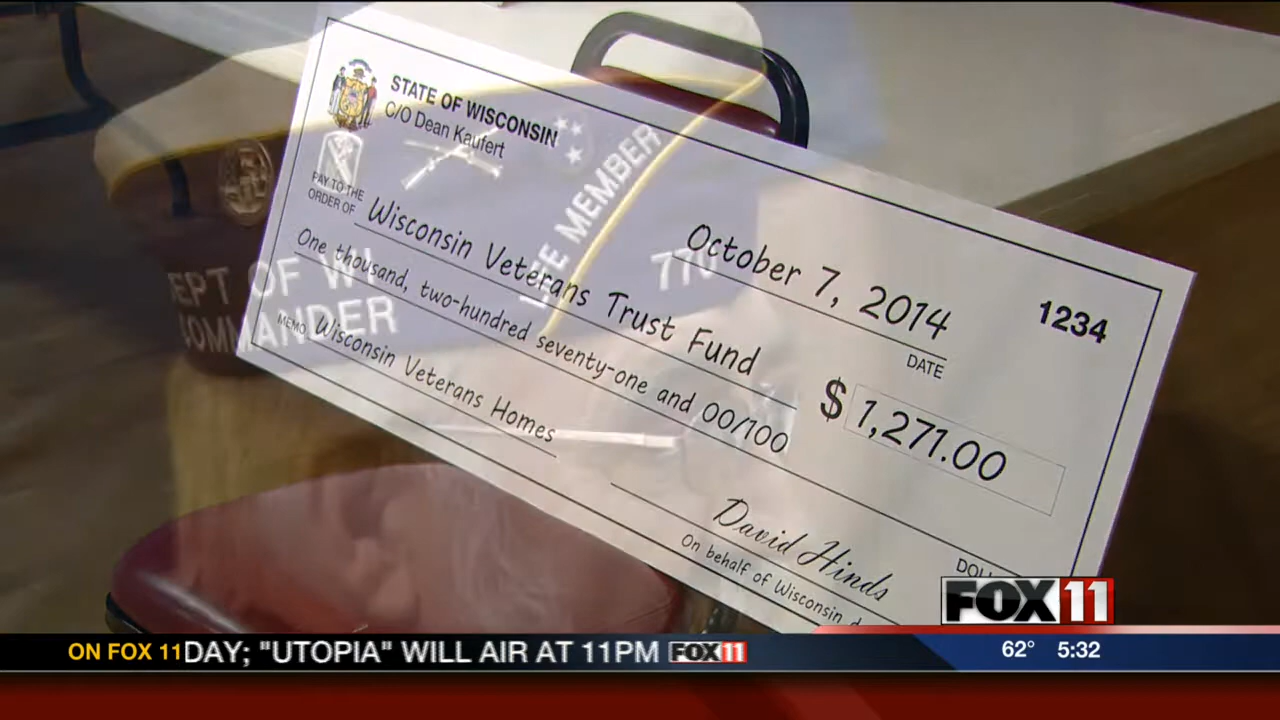 STATE OF WISCONSIN
C/O Dean Kaufert
PAY TO THE
ORDER OF
Wisconsin Veterans Trust Fund
October 7, 2014
DATE
1234
One thousand, two-hundred seventy-one and 00/100
$ 1,271.00
MEMO Wisconsin Veterans Homes
David Hinds
On behalf of Wisconsin
LIFE MEMBER
DEPT OF WI
COMMANDER
FOX 11
ON FOX 11 DAY; "UTOPIA" WILL AIR AT 11PM FOX 11
62° 5:32